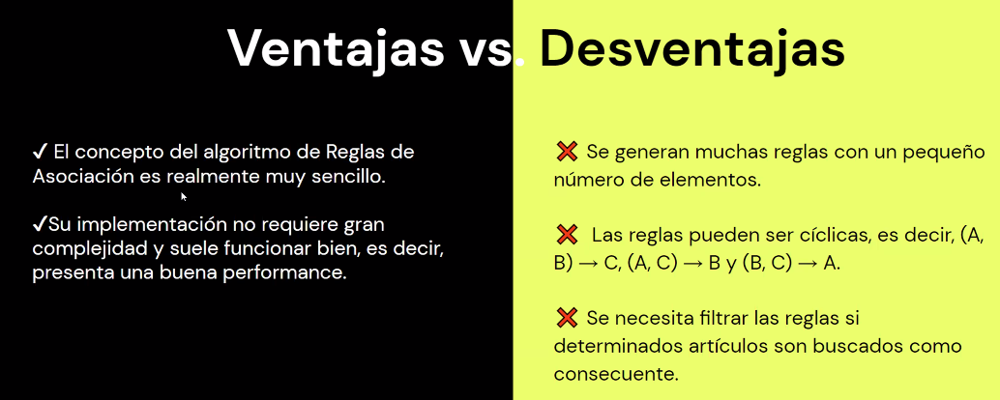 Ventajas vs. Desventajas
✓ El concepto del algoritmo de Reglas de
Asociación es realmente muy sencillo.
✓Su implementación no requiere gran
complejidad y suele funcionar bien, es decir,
presenta una buena performance.
❌ Se generan muchas reglas con un pequeño
número de elementos.
❌ Las reglas pueden ser cíclicas, es decir, (A,
B) → C, (A, C) → B y (B, C) → A.
❌ Se necesita filtrar las reglas si
determinados artículos son buscados como
consecuente.